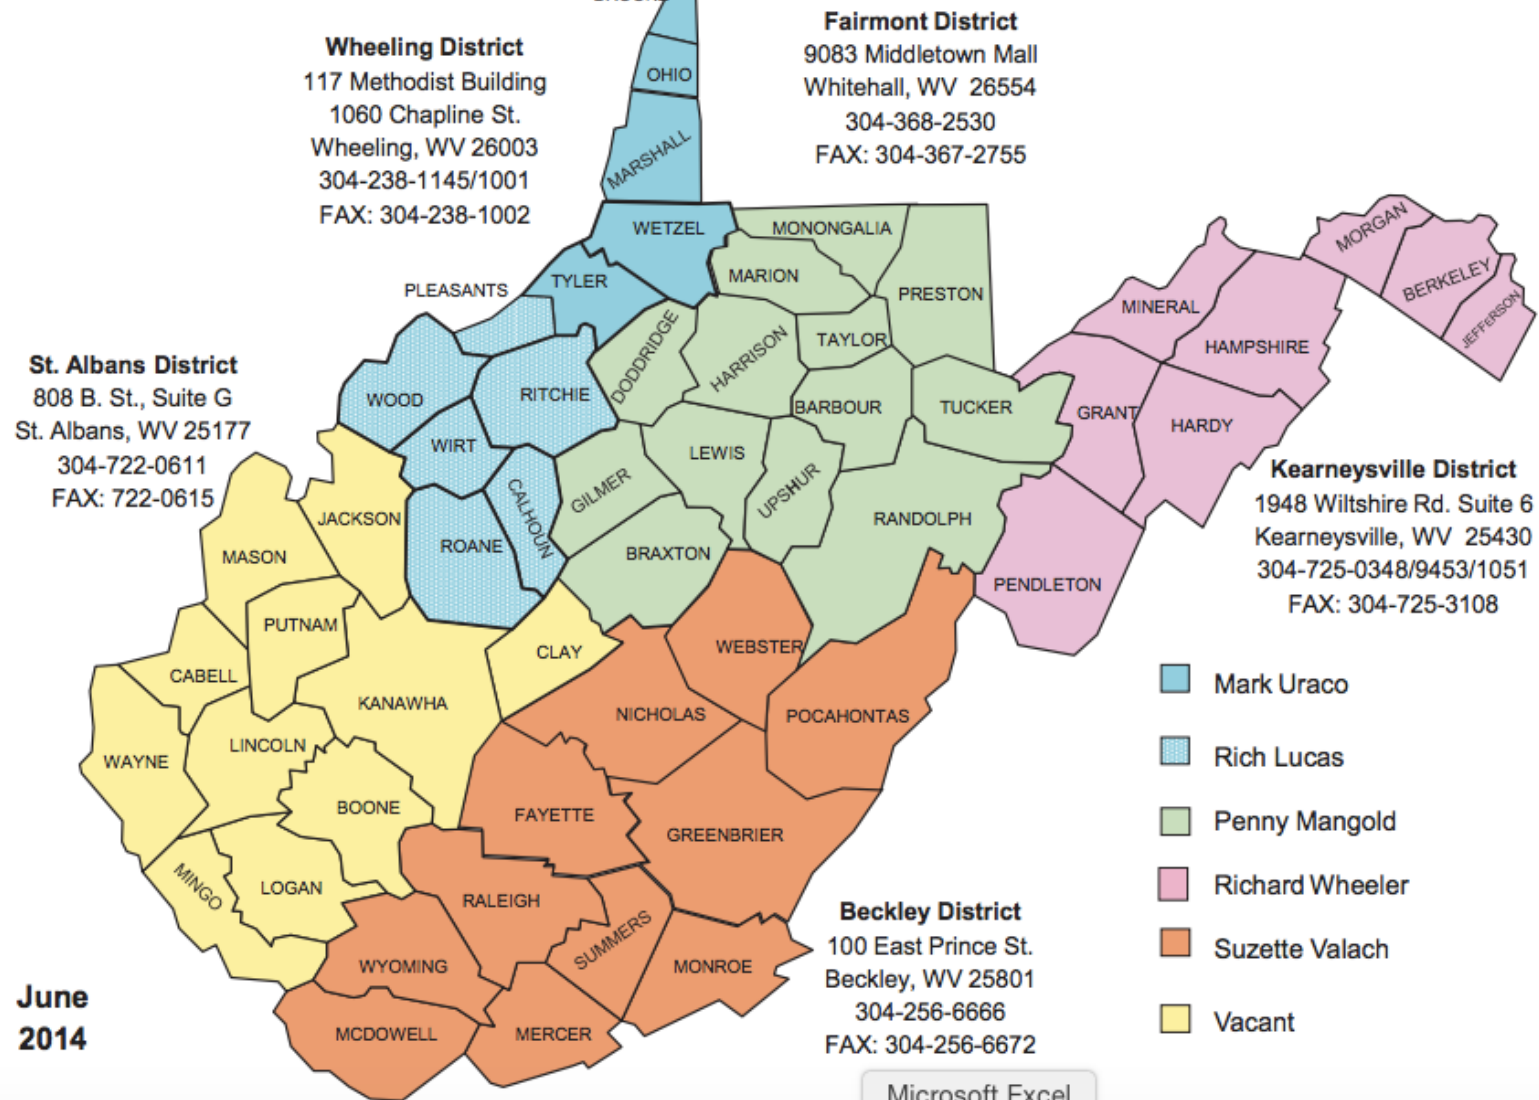 Wheeling District
117 Methodist Building
1060 Chapline St.
Wheeling, WV 26003
304-238-1145/1001
FAX: 304-238-1002
Fairmont District
9083 Middletown Mall
Whitehall, WV 26554
304-368-2530
FAX: 304-367-2755
St. Albans District
808 B. St., Suite G
St. Albans, WV 25177
304-722-0611
FAX: 722-0615
Kearneysville District
1948 Wiltshire Rd. Suite 6
Kearneysville, WV 25430
304-725-0348/9453/1051
FAX: 304-725-3108
Beckley District
100 East Prince St.
Beckley, WV 25801
304-256-6666
FAX: 304-256-6672
OHIO
MARSHALL
WETZEL
TYLER
PLEASANTS
WOOD
RITCHIE
WIRT
CALHOUN
ROANE
MONONGALIA
MARION
PRESTON
DODDRIDGE
HARRISON
TAYLOR
BARBOUR
TUCKER
LEWIS
GILMER
UPSHUR
RANDOLPH
BRAXTON
MORGAN
BERKELEY
JEFFERSON
MINERAL
HAMPSHIRE
GRANT
HARDY
PENDLETON
JACKSON
MASON
PUTNAM
CABELL
CLAY
KANAWHA
WAYNE
LINCOLN
BOONE
MINGO
LOGAN
WEBSTER
NICHOLAS
POCAHONTAS
FAYETTE
GREENBRIER
RALEIGH
SUMMERS
MONROE
WYOMING
MCDOWELL
MERCER
Mark Uraco
Rich Lucas
Penny Mangold
Richard Wheeler
Suzette Valach
Vacant
June
2014
Microsoft Excel